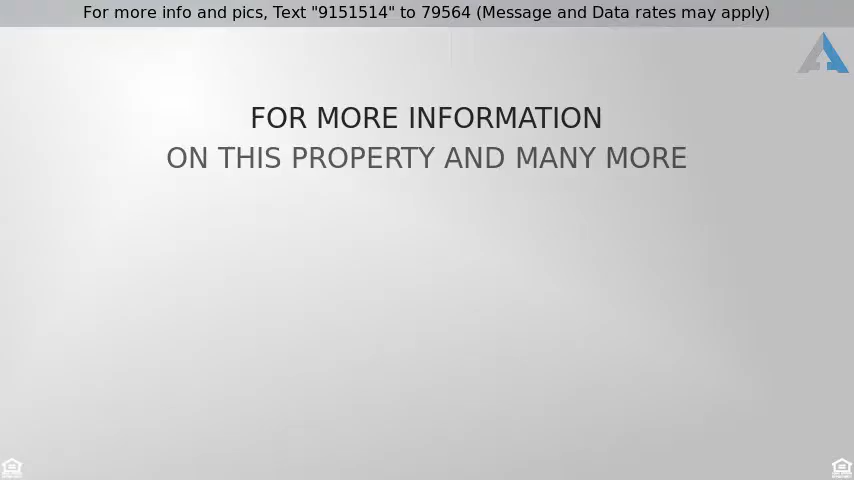 For more info and pics, Text "9151514" to 79564 (Message and Data rates may apply)
FOR MORE INFORMATION
ON THIS PROPERTY AND MANY MORE